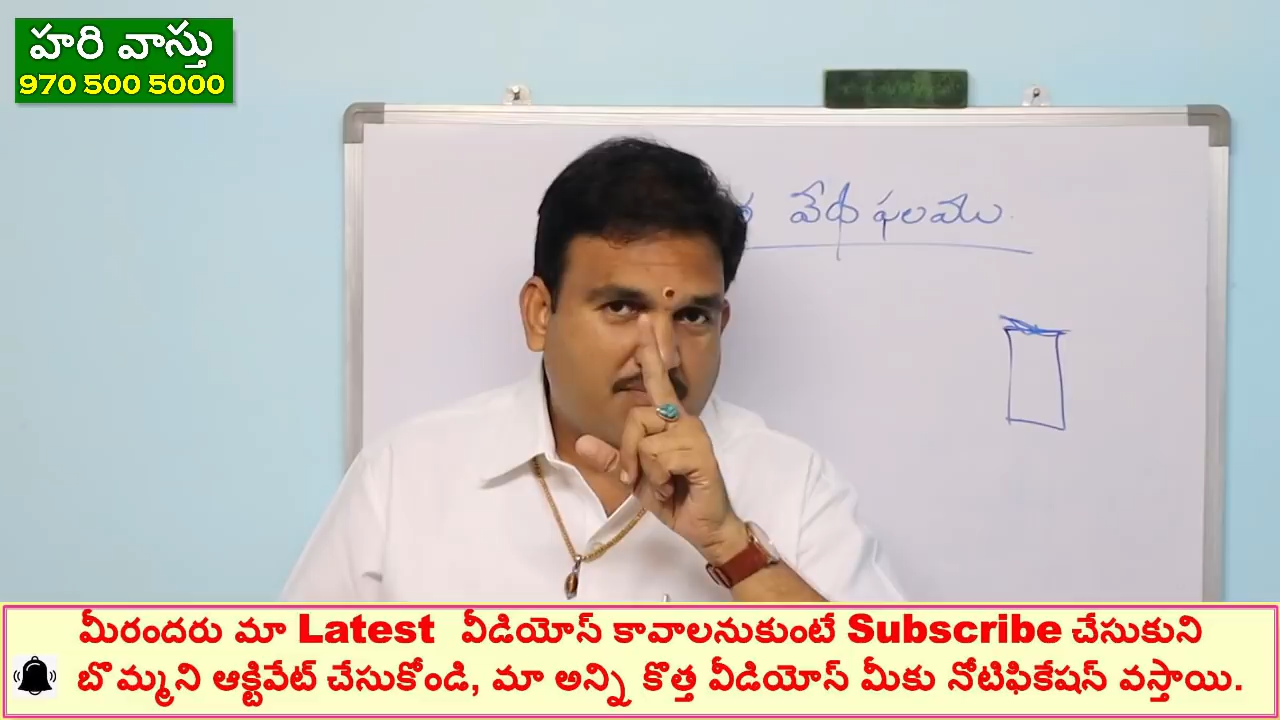 హరి వాస్తు
970 500 5000
వేధ ఫలము
మీరందరు మా Latest వీడియోస్ కావాలనుకుంటే Subscribe చేసుకుని
బొమ్మని ఆక్టివేట్ చేసుకోండి, మా అన్ని కొత్త వీడియోస్ మీకు నోటిఫికేషన్ వస్తాయి.